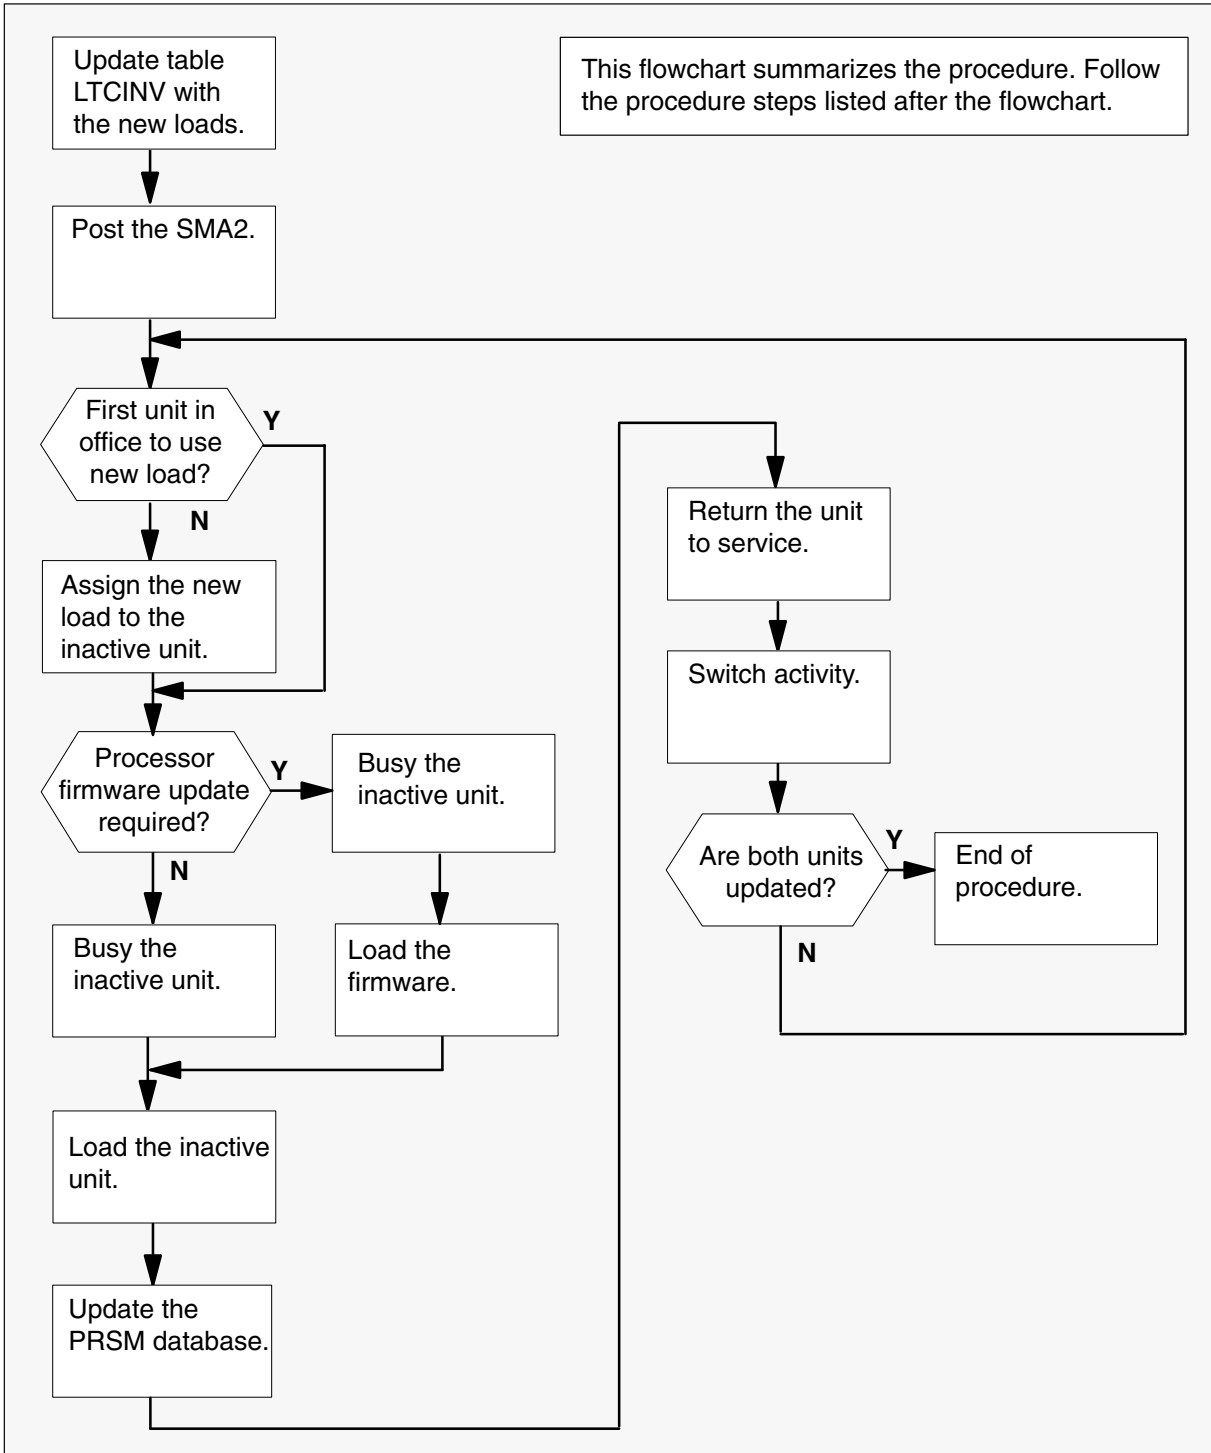 Update table
LTCINV with
the new loads.
This flowchart summarizes the procedure. Follow
the procedure steps listed after the flowchart.
Post the SMA2.
First unit in
office to use
new load?
Y
N
Assign the new
load to the
inactive unit.
Processor
firmware update
required?
Y
N
Busy the
inactive unit.
Load the
firmware.
Busy the
inactive unit.
Load the inactive
unit.
Update the
PRSM database.
Return the unit
to service.
Switch activity.
Are both units
updated?
Y
N
End of
procedure.